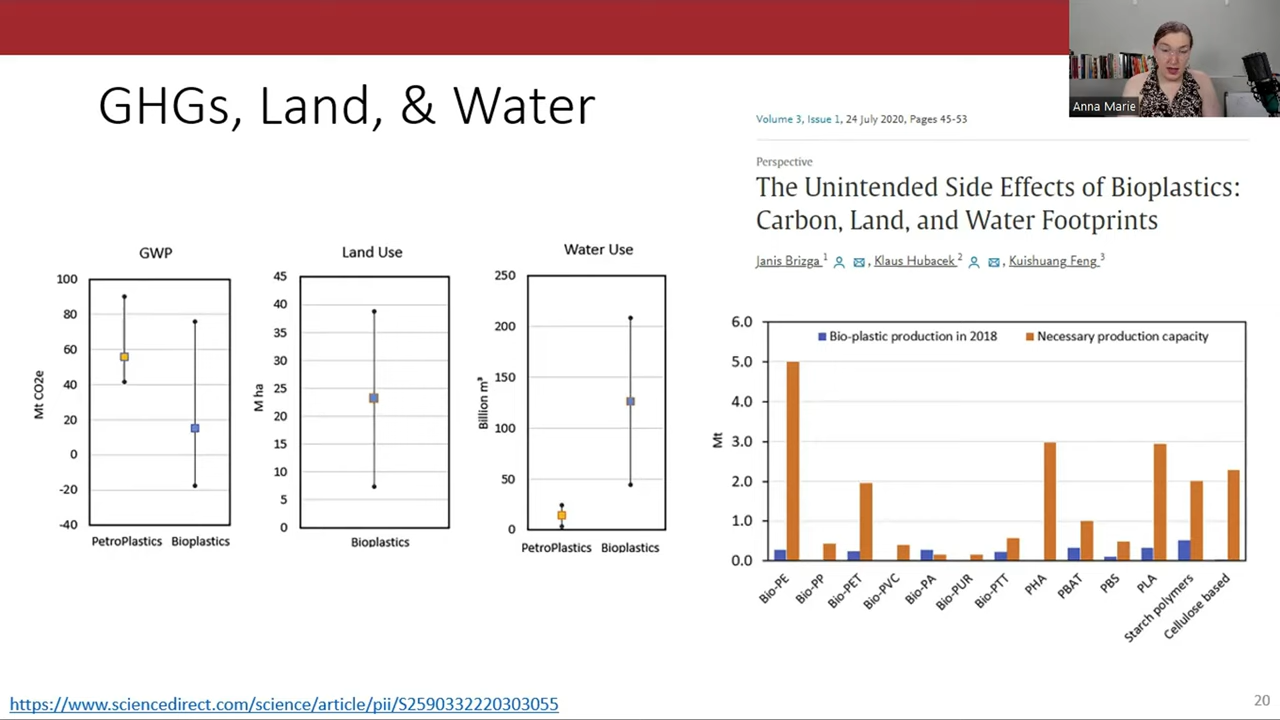 Anna Marie
GHGs, Land, & Water
Volume 3, Issue 1, 24 July 2020, Pages 45-53
Perspective
The Unintended Side Effects of Bioplastics:
Carbon, Land, and Water Footprints
Janis Brizga 1, Klaus Hubacek 2, Kuishuang Feng 3
GWP
100
80
60
40
20
0
-20
-40
Mt CO2e
PetroPlastics Bioplastics
Land Use
45
40
35
30
25
20
15
10
5
0
M ha
Bioplastics
Water Use
250
200
150
100
50
0
Billion m³
PetroPlastics Bioplastics
Bio-plastic production in 2018 Necessary production capacity
6.0
5.0
4.0
3.0
2.0
1.0
0.0
Mt
Bio-PE
Bio-PP
Bio-PET
Bio-PVC
Bio-PA
Bio-PUR
Bio-PTT
PHA
PBAT
PBS
PLA
Starch polymers
Cellulose based
https://www.sciencedirect.com/science/article/pii/S2590332220303055
20